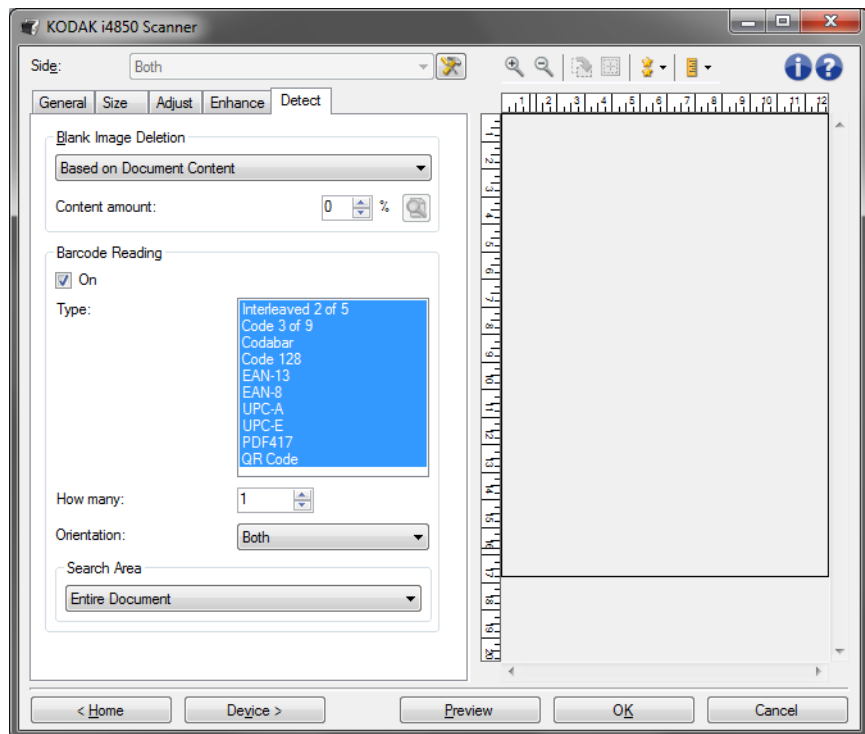 KODAK i4850 Scanner
Side: Both
General Size Adjust Enhance Detect
Blank Image Deletion
Based on Document Content
Content amount: 0 %
Barcode Reading
On
Type:
Interleaved 2 of 5
Code 3 of 9
Codabar
Code 128
EAN-13
EAN-8
UPC-A
UPC-E
PDF417
QR Code
How many: 1
Orientation: Both
Search Area
Entire Document
1 2 3 4 5 6 7 8 9 10 11 12
1
2
3
4
5
6
7
8
9
10
11
12
13
14
15
16
17
18
19
20
< Home Device > Preview OK Cancel